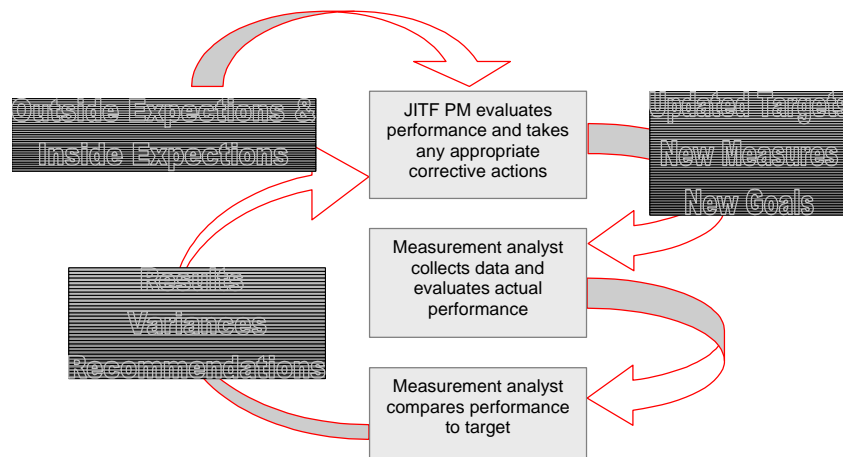 Outside Expections &
Inside Expections
JITF PM evaluates
performance and takes
any appropriate
corrective actions
Updated Targets
New Measures
New Goals
Measurement analyst
collects data and
evaluates actual
performance
Results
Variances
Recommendations
Measurement analyst
compares performance
to target